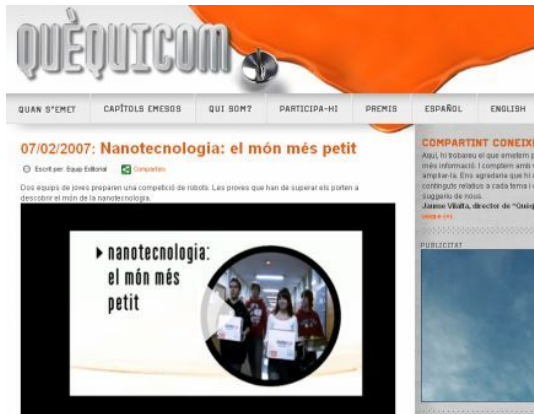 QUÈQUICOM
QUAN S'EMET CAPÍTOLS EMESOS QUI SOM? PARTICIPA-HI PREMIS ESPAÑOL ENGLISH
07/02/2007: Nanotecnologia: el món més petit
Escrit per: Equip Editorial Comparteix
Dos equips de joves preparen una competició de robots. Les proves que han de superar els porten a
descobrir el món de la nanotecnologia.
nanotecnologia:
el món més
petit
COMPARTINT CONEIX
Aquí, hi trobareu el que emetem p
més informació. I comptem amb v
ampliar-la. Ens agradaria que hi a
continguts relatius a cada tema i
suggeriu de nous.
Jaume Vilalta, director de "Quèq
PUBLICITAT